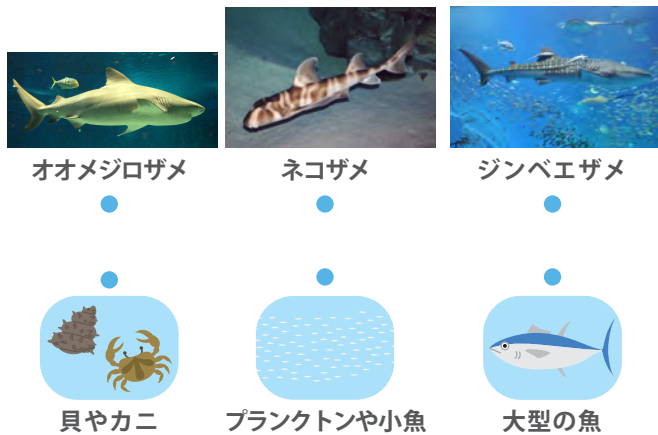 オオメジロザメ
ネコザメ
ジンベエザメ
貝やカニ
プランクトンや小魚
大型の魚